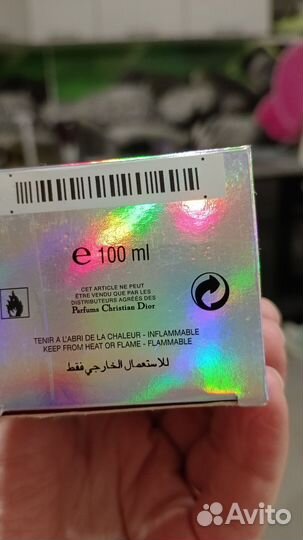 e 100 ml
CET ARTICLE NE PEUT
ÊTRE VENDU QUE PAR LES
DISTRIBUTEURS AGRÉÉS DES
Parfums Christian Dior
TENIR A L'ABRI DE LA CHALEUR - INFLAMMABLE
KEEP FROM HEAT OR FLAME - FLAMMABLE
للاستعمال الخارجي فقط
Avito